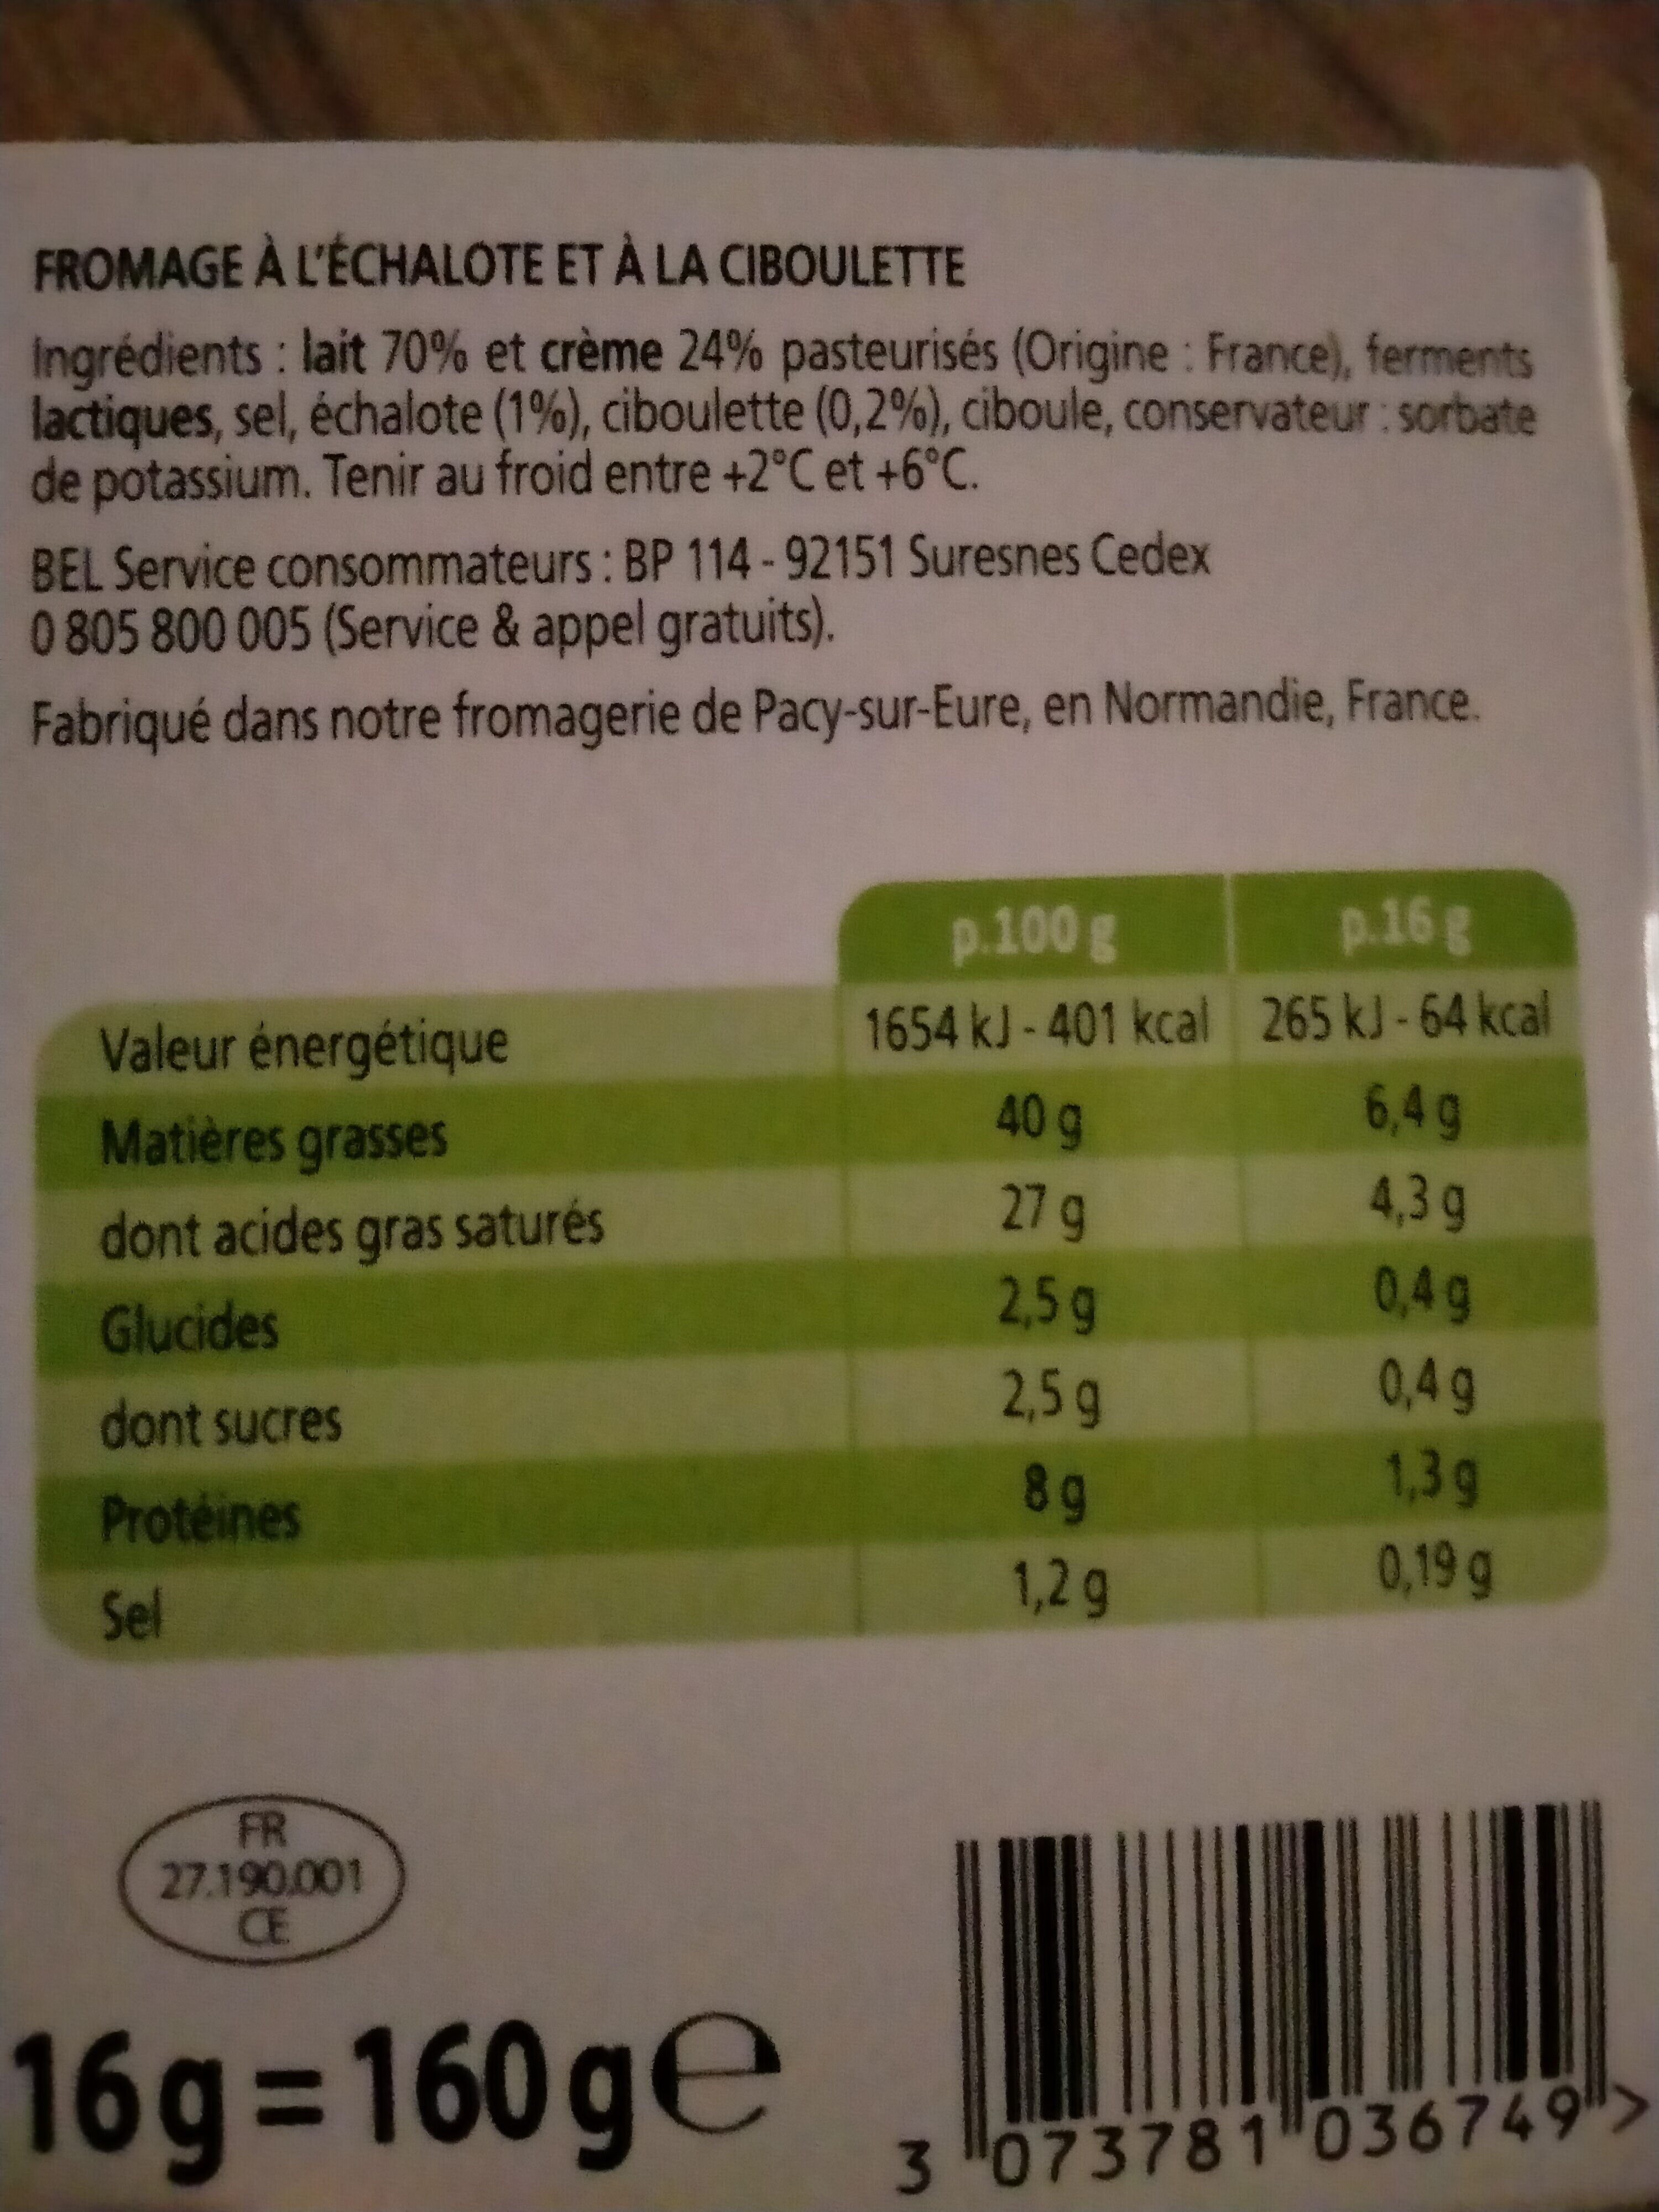 FROMAGE À L'ÉCHALOTE ET À LA CIBOULETTE
Ingrédients : lait 70% et crème 24% pasteurisés (Origine : France), ferments
lactiques, sel, échalote (1%), ciboulette (0,2%), ciboule, conservateur : sorbate
de potassium. Tenir au froid entre +2°C et +6°C.
BEL Service consommateurs : BP 114 - 92151 Suresnes Cedex
0 805 800 005 (Service & appel gratuits).
Fabriqué dans notre fromagerie de Pacy-sur-Eure, en Normandie, France.
p.100 g p.16 g
Valeur énergétique 1654 kJ - 401 kcal 265 kJ - 64 kcal
Matières grasses 40 g 6,4 g
dont acides gras saturés 27 g 4,3 g
Glucides 2,5 g 0,4 g
dont sucres 2,5 g 0,4 g
Protéines 8 g 1,3 g
Sel 1,2 g 0,19 g
FR
27.190.001
CE
16 g = 160 g e
3 073781 036749 >